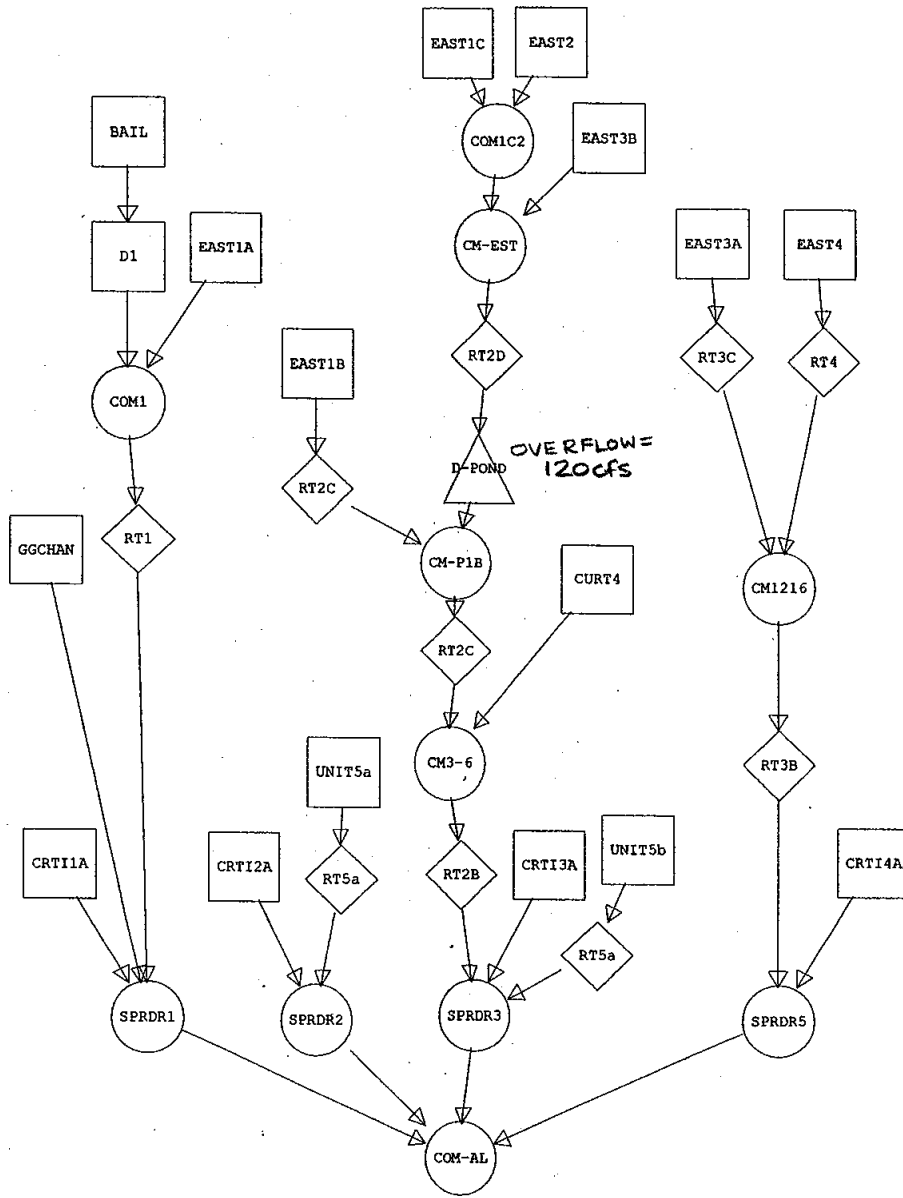 EAST1C
EAST2
BAIL
COM1C2
EAST3B
D1
EAST1A
CM-EST
EAST3A
EAST4
EAST1B
RT2D
RT3C
RT4
COM1
OVERFLOW=
120cfs
D-POND
RT2C
GGCHAN
RT1
CM-P1B
CURT4
CM1216
RT2C
UNIT5a
CM3-6
RT3B
CRTI1A
CRTI2A
RT5a
RT2B
CRTI3A
UNIT5b
CRTI4A
RT5a
SPRDR1
SPRDR2
SPRDR3
SPRDR5
COM-AL